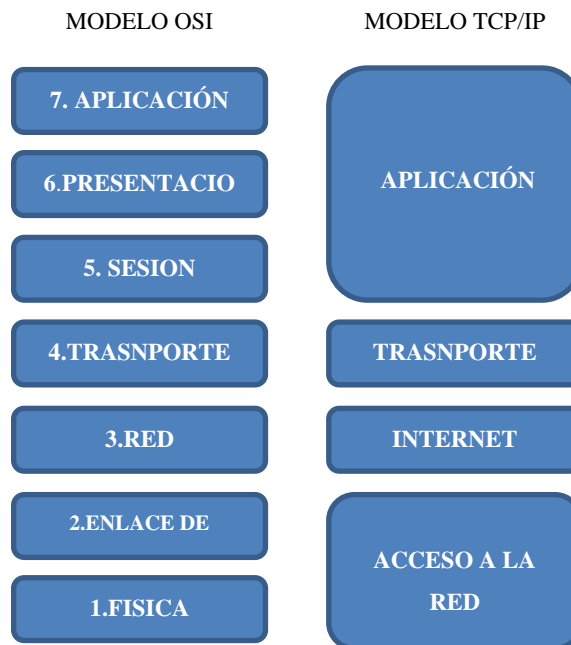 MODELO OSI
7. APLICACIÓN
6.PRESENTACIO
5. SESION
4.TRASNPORTE
3.RED
2.ENLACE DE
1.FISICA
MODELO TCP/IP
APLICACIÓN
TRASNPORTE
INTERNET
ACCESO A LA
RED